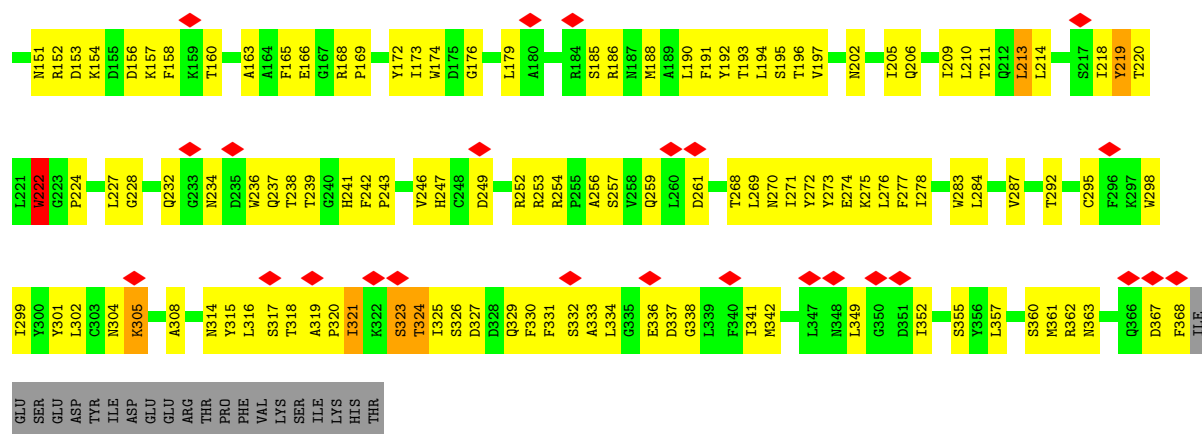 N151 R152 D153 K154 D155 D156 K157 F158 K159 T160 A163 A164 F165 E166 G167 R168 P169 Y172 I173 W174 D175 G176 L179 A180 R184 S185 R186 N187 M188 A189 L190 F191 Y192 T193 L194 S195 T196 V197 N202 I205 Q206 I209 L210 T211 Q212 L213 L214 S217 I218 Y219 T220
L221 W222 G223 P224 L227 G228 Q232 G233 N234 D235 W236 Q237 T238 T239 G240 H241 F242 P243 V246 H247 C248 D249 R252 R253 R254 P255 A256 S257 V258 Q259 L260 D261 T268 L269 N270 I271 Y272 Y273 E274 K275 L276 F277 I278 W283 L284 V287 T292 C295 F296 K297 W298
I299 Y300 Y301 L302 C303 N304 K305 A308 N314 Y315 L316 S317 T318 A319 P320 I321 K322 S323 T324 I325 S326 D327 D328 Q329 F330 F331 S332 A333 L334 G335 E336 D337 G338 L339 F340 I341 M342 L347 N348 L349 G350 D351 I352 S355 Y356 L357 S360 M361 R362 N363 Q366 D367 F368 ILE
GLU SER GLU ASP TYR ILE ASP GLU GLU ARG THR PRO PHE VAL LYS SER ILE LYS HIS THR